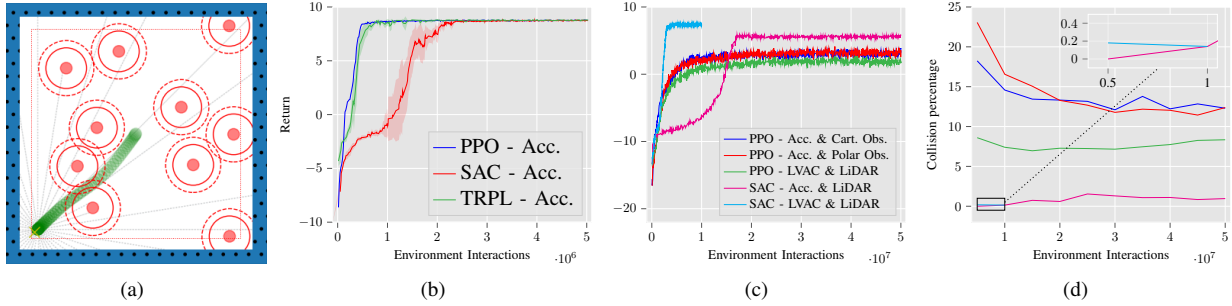 10
5
0
−5
−10
Return
0 1 2 3 4 5
Environment Interactions
·10⁶
PPO - Acc.
SAC - Acc.
TRPL - Acc.
10
0
−10
−20
0 1 2 3 4 5
Environment Interactions
·10⁷
PPO - Acc. & Cart. Obs.
PPO - Acc. & Polar Obs.
PPO - LVAC & LiDAR
SAC - Acc. & LiDAR
SAC - LVAC & LiDAR
25
20
15
10
5
0
Collision percentage
0.4
0.2
0
0.5 1
1 2 3 4 5
Environment Interactions
·10⁷
(a)
(b)
(c)
(d)